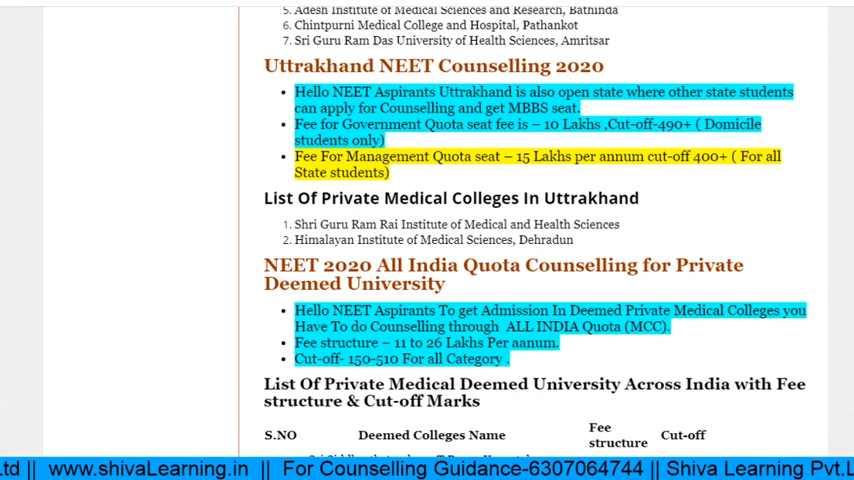 5. Adesh Institute of Medical Sciences and Research, Bathinda
6. Chintpurni Medical College and Hospital, Pathankot
7. Sri Guru Ram Das University of Health Sciences, Amritsar
Uttrakhand NEET Counselling 2020
• Hello NEET Aspirants Uttrakhand is also open state where other state students
can apply for Counselling and get MBBS seat.
• Fee for Government Quota seat fee is – 10 Lakhs ,Cut-off-490+ ( Domicile
students only)
• Fee For Management Quota seat – 15 Lakhs per annum cut-off 400+ ( For all
State students)
List Of Private Medical Colleges In Uttrakhand
1. Shri Guru Ram Rai Institute of Medical and Health Sciences
2. Himalayan Institute of Medical Sciences, Dehradun
NEET 2020 All India Quota Counselling for Private
Deemed University
• Hello NEET Aspirants To get Admission In Deemed Private Medical Colleges you
Have To do Counselling through ALL INDIA Quota (MCC).
• Fee structure – 11 to 26 Lakhs Per aanum.
• Cut-off- 150-510 For all Category .
List Of Private Medical Deemed University Across India with Fee
structure & Cut-off Marks
S.NO Deemed Colleges Name Fee structure Cut-off
Ltd || www.shivaLearning.in || For Counselling Guidance-6307064744 || Shiva Learning Pvt.L